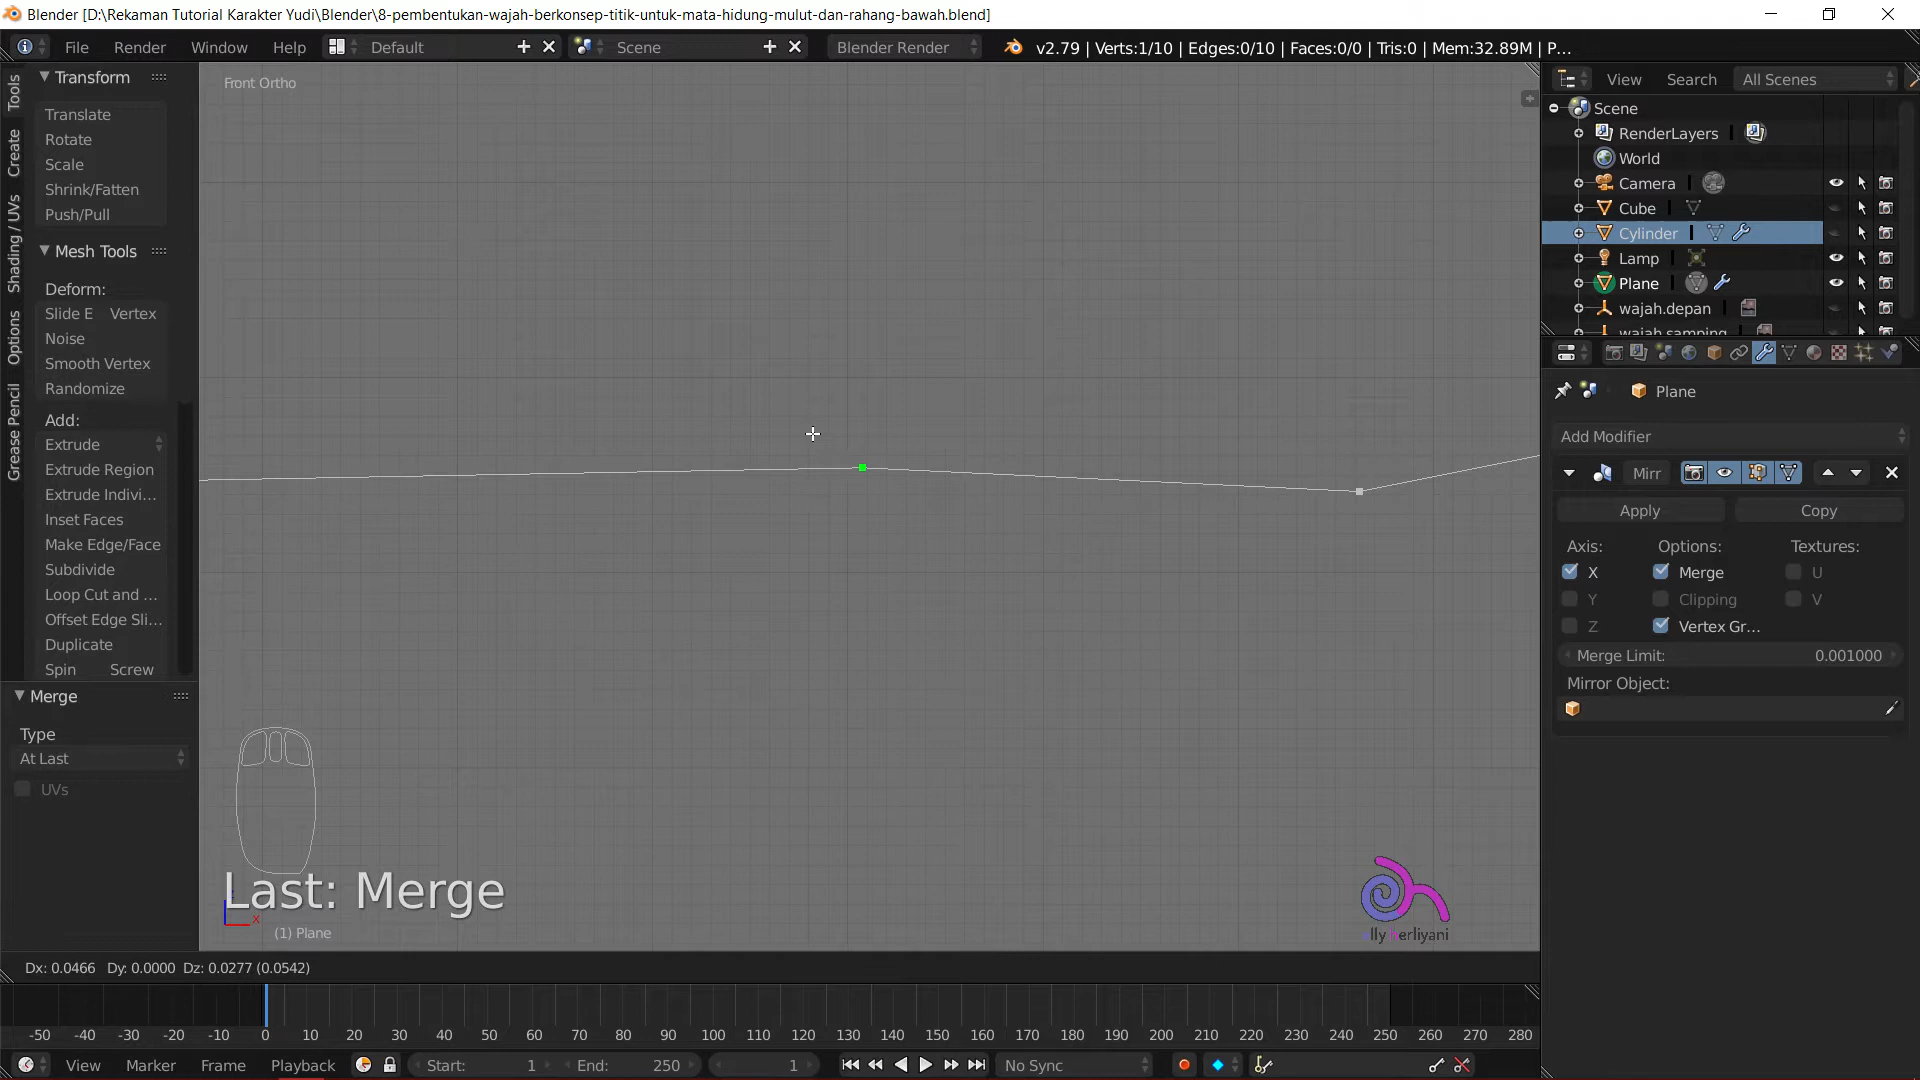 Blender [D:\Rekaman Tutorial Karakter Yudi\Blender\8-pembentukan-wajah-berkonsep-titik-untuk-mata-hidung-mulut-dan-rahang-bawah.blend]
File Render Window Help Default Scene Blender Render v2.79 | Verts:1/10 | Edges:0/10 | Faces:0/0 | Tris:0 | Mem:32.89M | P...
Tools
Create
Shading / UVs
Options
Grease Pencil
Transform
Translate
Rotate
Scale
Shrink/Fatten
Push/Pull
Mesh Tools
Deform:
Slide E Vertex
Noise
Smooth Vertex
Randomize
Add:
Extrude
Extrude Region
Extrude Indivi...
Inset Faces
Make Edge/Face
Subdivide
Loop Cut and ...
Offset Edge Sli...
Duplicate
Spin Screw
Merge
Type
At Last
UVs
Front Ortho
Last: Merge
x
(1) Plane
lly erliyani
Dx: 0.0466 Dy: 0.0000 Dz: 0.0277 (0.0542)
View Search All Scenes
Scene
RenderLayers
World
Camera
Cube
Cylinder
Lamp
Plane
wajah.depan
wajah.samping
Plane
Add Modifier
Mirr
Apply Copy
Axis: Options: Textures:
X Merge U
Y Clipping V
Z Vertex Gr...
Merge Limit: 0.001000
Mirror Object:
-50 -40 -30 -20 -10 0 10 20 30 40 50 60 70 80 90 100 110 120 130 140 150 160 170 180 190 200 210 220 230 240 250 260 270 280
View Marker Frame Playback Start: 1 End: 250 1 No Sync